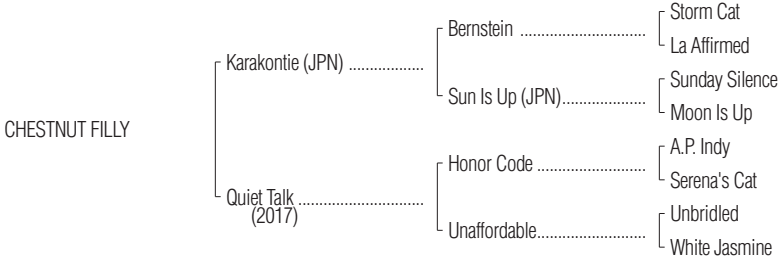 Storm Cat
Bernstein ..............................
La Affirmed
Karakontie (JPN) ..................
Sunday Silence
Sun Is Up (JPN)....................
Moon Is Up
CHESTNUT FILLY
A.P. Indy
Honor Code ..........................
Serena's Cat
Quiet Talk ..............................
(2017)
Unbridled
Unaffordable..........................
White Jasmine